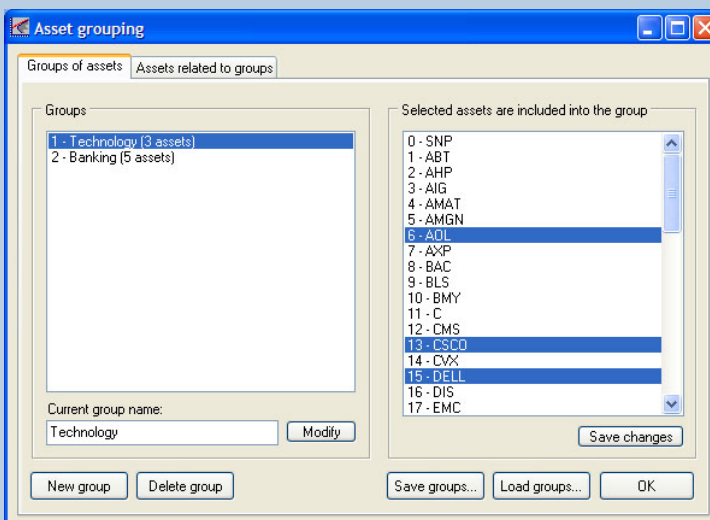 Asset grouping
Groups of assets
Assets related to groups
Groups
1 - Technology (3 assets)
2 - Banking (5 assets)
Current group name:
Technology
Modify
New group
Delete group
Selected assets are included into the group
0 - SNP
1 - ABT
2 - AHP
3 - AIG
4 - AMAT
5 - AMGN
6 - AOL
7 - AXP
8 - BAC
9 - BLS
10 - BMY
11 - C
12 - CMS
13 - CSCO
14 - CVX
15 - DELL
16 - DIS
17 - EMC
Save changes
Save groups...
Load groups...
OK